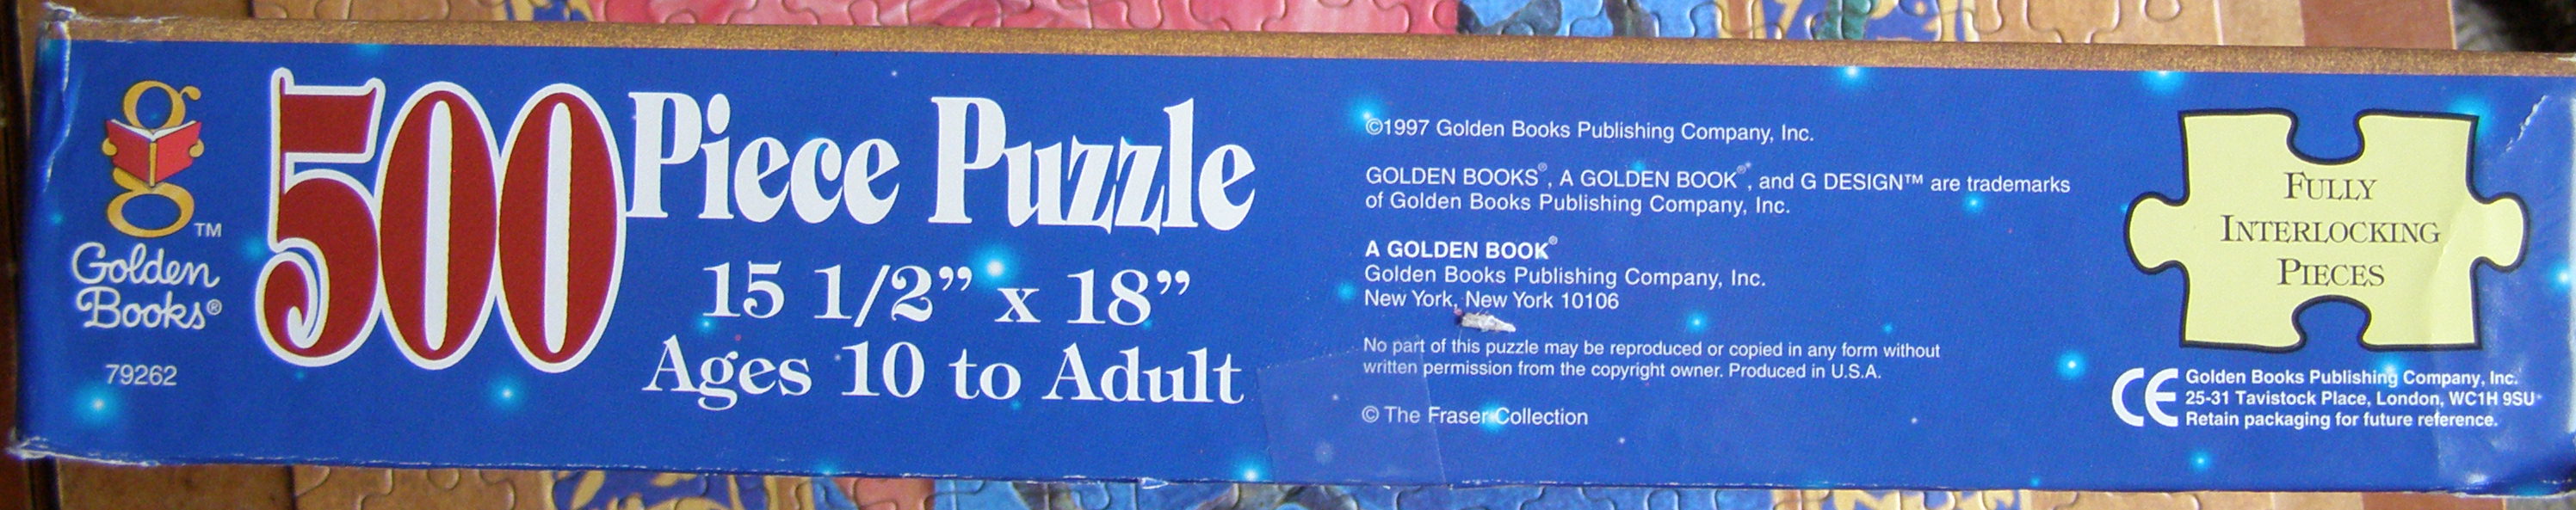 g
g™
Golden
Books®
79262
500 Piece Puzzle
15 1/2” x 18”
Ages 10 to Adult
©1997 Golden Books Publishing Company, Inc.
GOLDEN BOOKS®, A GOLDEN BOOK®, and G DESIGN™ are trademarks
of Golden Books Publishing Company, Inc.
A GOLDEN BOOK®
Golden Books Publishing Company, Inc.
New York, New York 10106
No part of this puzzle may be reproduced or copied in any form without
written permission from the copyright owner. Produced in U.S.A.
© The Fraser Collection
FULLY
INTERLOCKING
PIECES
CE
Golden Books Publishing Company, Inc.
25-31 Tavistock Place, London, WC1H 9SU
Retain packaging for future reference.